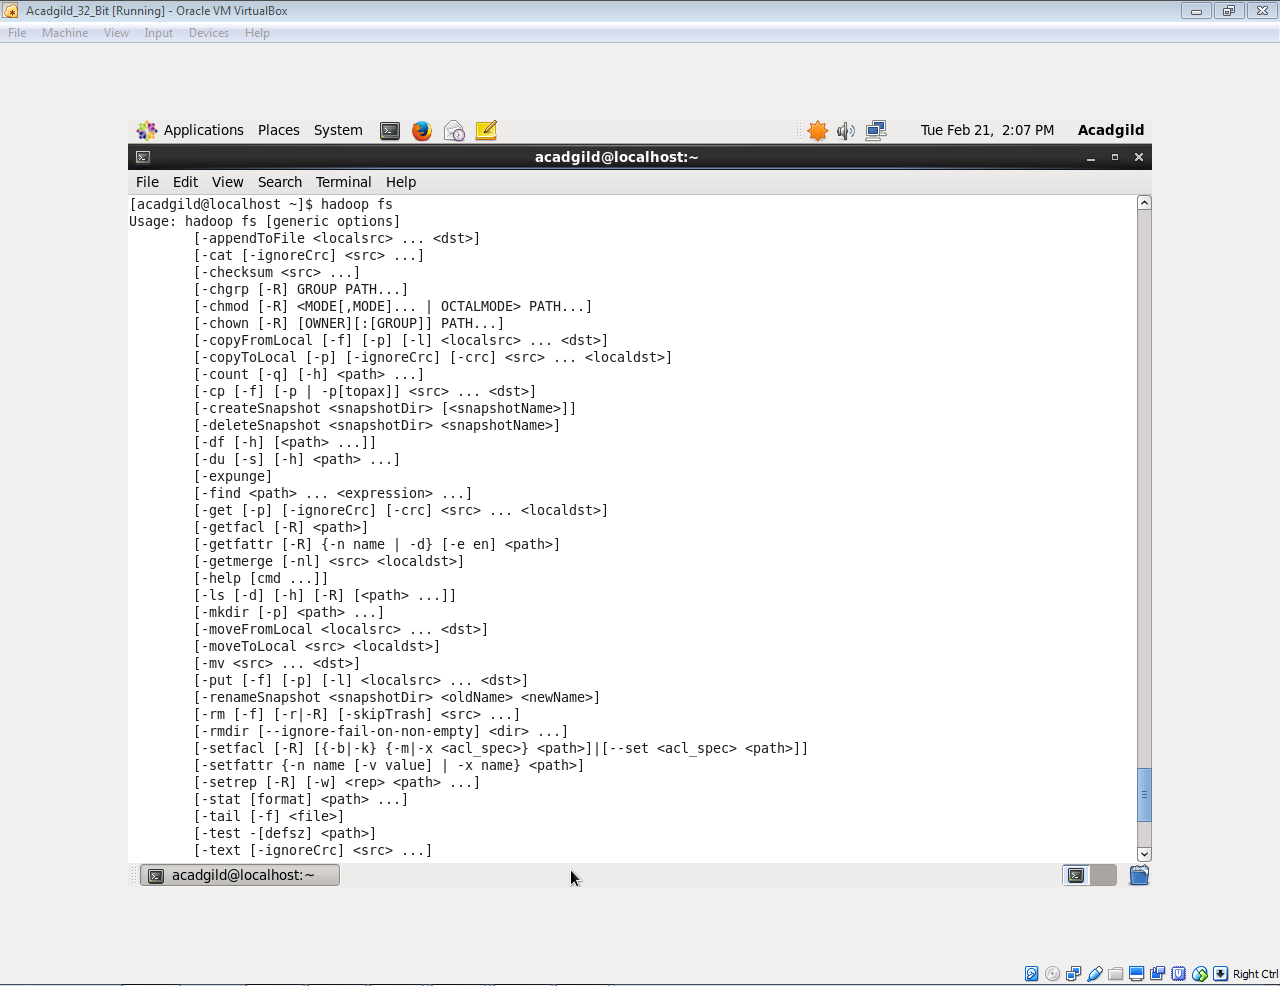 Acadgild_32_Bit [Running] - Oracle VM VirtualBox
File Machine View Input Devices Help
Applications Places System Tue Feb 21, 2:07 PM Acadgild
acadgild@localhost:~
File Edit View Search Terminal Help
[acadgild@localhost ~]$ hadoop fs
Usage: hadoop fs [generic options]
[-appendToFile <localsrc> ... <dst>]
[-cat [-ignoreCrc] <src> ...]
[-checksum <src> ...]
[-chgrp [-R] GROUP PATH...]
[-chmod [-R] <MODE[,MODE]... | OCTALMODE> PATH...]
[-chown [-R] [OWNER][:[GROUP]] PATH...]
[-copyFromLocal [-f] [-p] [-l] <localsrc> ... <dst>]
[-copyToLocal [-p] [-ignoreCrc] [-crc] <src> ... <localdst>]
[-count [-q] [-h] <path> ...]
[-cp [-f] [-p | -p[topax]] <src> ... <dst>]
[-createSnapshot <snapshotDir> [<snapshotName>]]
[-deleteSnapshot <snapshotDir> <snapshotName>]
[-df [-h] [<path> ...]]
[-du [-s] [-h] <path> ...]
[-expunge]
[-find <path> ... <expression> ...]
[-get [-p] [-ignoreCrc] [-crc] <src> ... <localdst>]
[-getfacl [-R] <path>]
[-getfattr [-R] {-n name | -d} [-e en] <path>]
[-getmerge [-nl] <src> <localdst>]
[-help [cmd ...]]
[-ls [-d] [-h] [-R] [<path> ...]]
[-mkdir [-p] <path> ...]
[-moveFromLocal <localsrc> ... <dst>]
[-moveToLocal <src> <localdst>]
[-mv <src> ... <dst>]
[-put [-f] [-p] [-l] <localsrc> ... <dst>]
[-renameSnapshot <snapshotDir> <oldName> <newName>]
[-rm [-f] [-r|-R] [-skipTrash] <src> ...]
[-rmdir [--ignore-fail-on-non-empty] <dir> ...]
[-setfacl [-R] [{-b|-k} {-m|-x <acl_spec>} <path>]|[--set <acl_spec> <path>]]
[-setfattr {-n name [-v value] | -x name} <path>]
[-setrep [-R] [-w] <rep> <path> ...]
[-stat [format] <path> ...]
[-tail [-f] <file>]
[-test -[defsz] <path>]
[-text [-ignoreCrc] <src> ...]
acadgild@localhost:~
Right Ctrl